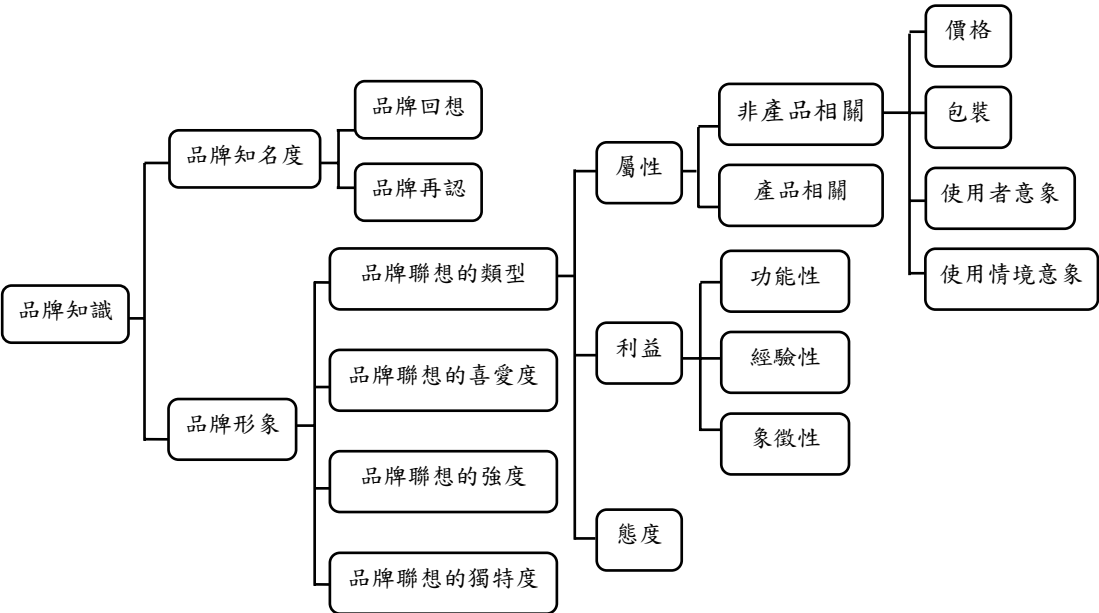 品牌知識
品牌知名度
品牌回想
品牌再認
品牌形象
品牌聯想的類型
屬性
非產品相關
價格
包裝
使用者意象
使用情境意象
產品相關
利益
功能性
經驗性
象徵性
態度
品牌聯想的喜愛度
品牌聯想的強度
品牌聯想的獨特度